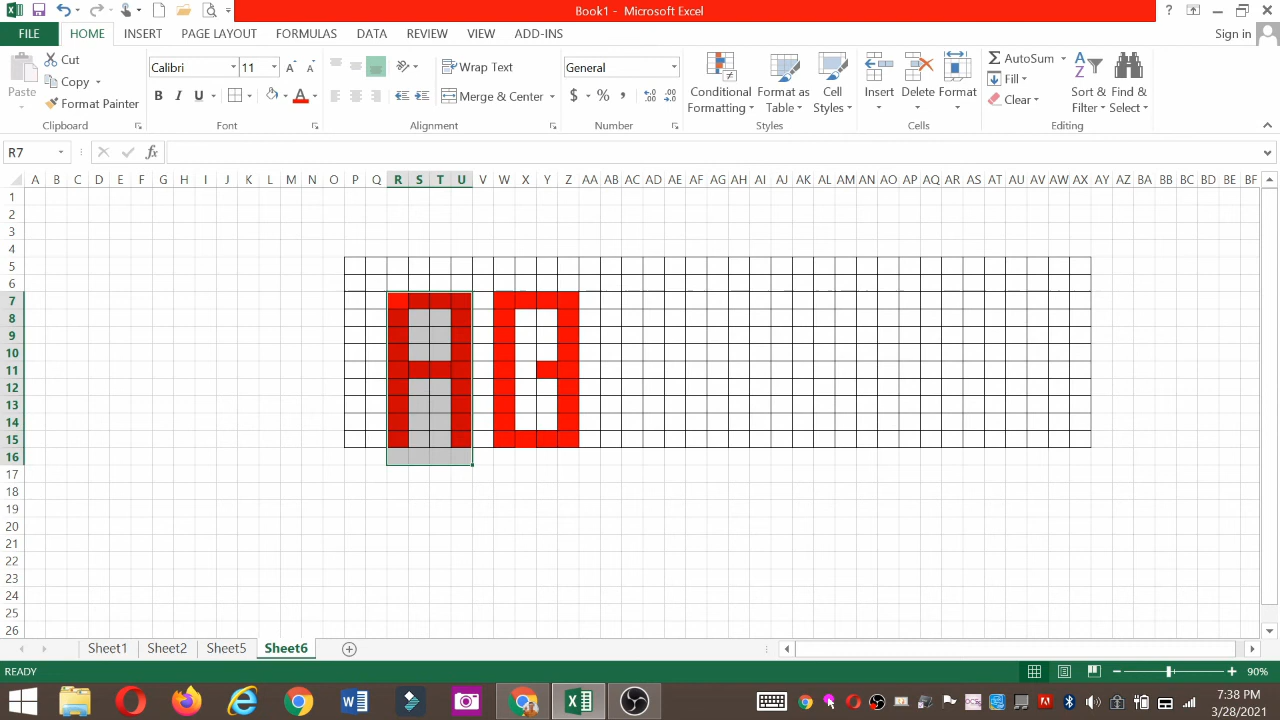 Book1 - Microsoft Excel
FILE HOME INSERT PAGE LAYOUT FORMULAS DATA REVIEW VIEW ADD-INS Sign in
Paste Cut Copy Format Painter Clipboard
Calibri 11 B I U A Font
Wrap Text Merge & Center Alignment
General $ % , Number
Conditional Formatting Format as Table Cell Styles Styles
Insert Delete Format Cells
AutoSum Fill Clear Sort & Filter Find & Select Editing
R7 fx
A B C D E F G H I J K L M N O P Q R S T U V W X Y Z AA AB AC AD AE AF AG AH AI AJ AK AL AM AN AO AP AQ AR AS AT AU AV AW AX AY AZ BA BB BC BD BE BF
1
2
3
4
5
6
7
8
9
10
11
12
13
14
15
16
17
18
19
20
21
22
23
24
25
26
Sheet1 Sheet2 Sheet5 Sheet6
READY 90%
7:38 PM
3/28/2021